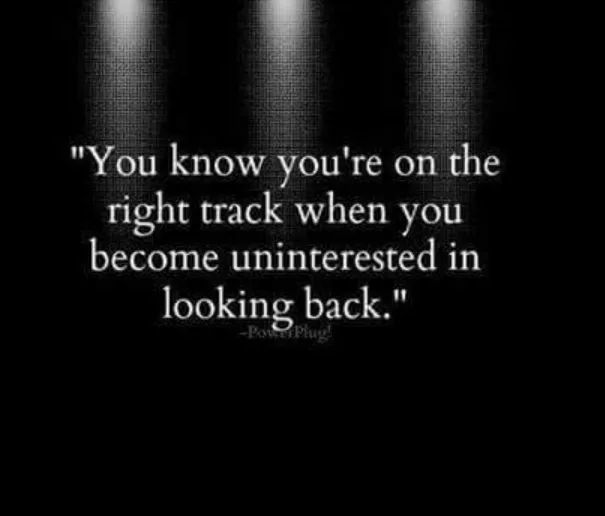 "You know you're on the
right track when you
become uninterested in
looking back."
-PowerPlug!